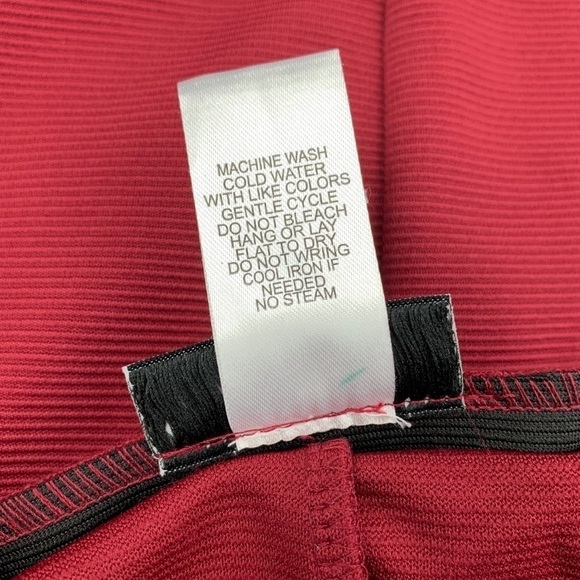 MACHINE WASH
COLD WATER
WITH LIKE COLORS
GENTLE CYCLE
DO NOT BLEACH
HANG OR LAY
FLAT TO DRY
DO NOT WRING
COOL IRON IF
NEEDED
NO STEAM